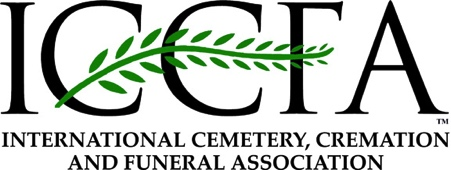 ICCFA
TM
INTERNATIONAL CEMETERY, CREMATION
AND FUNERAL ASSOCIATION